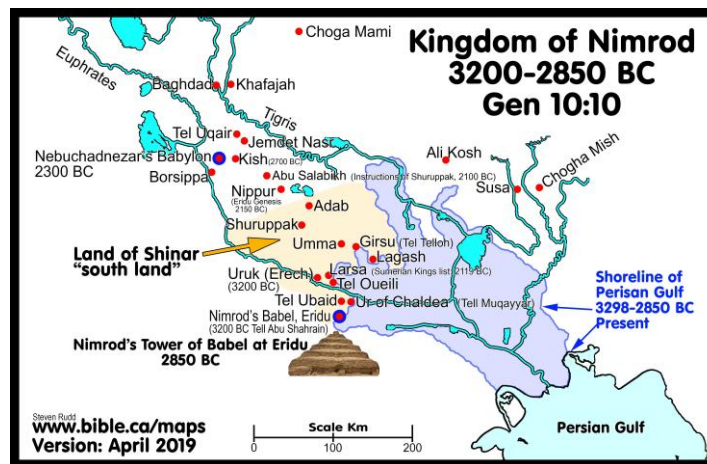 Kingdom of Nimrod
3200-2850 BC
Gen 10:10
Choga Mami
Euphrates
Baghdad
Khafajah
Tigris
Tel Uqair
Jemdet Nasr
Nebuchadnezar's Babylon
2300 BC
Kish (2700 BC)
Borsippa
Abu Salabikh (Instructions of Shuruppak, 2100 BC)
Ali Kosh
Chogha Mish
Susa
Nippur
(Eridu Genesis
2150 BC)
Adab
Shuruppak
Land of Shinar
"south land"
Umma
Girsu (Tel Telloh)
Lagash
Uruk (Erech)
(3200 BC)
Larsa (Sumerian Kings list: 2119 BC)
Tel Oueili
Tel Ubaid
Ur of Chaldea (Tell Muqayyar)
Nimrod's Babel, Eridu
(3200 BC Tell Abu Shahrain)
Nimrod's Tower of Babel at Eridu
2850 BC
Shoreline of
Perisan Gulf
3298-2850 BC
Present
Steven Rudd
www.bible.ca/maps
Version: April 2019
Scale Km
0 100 200
Persian Gulf